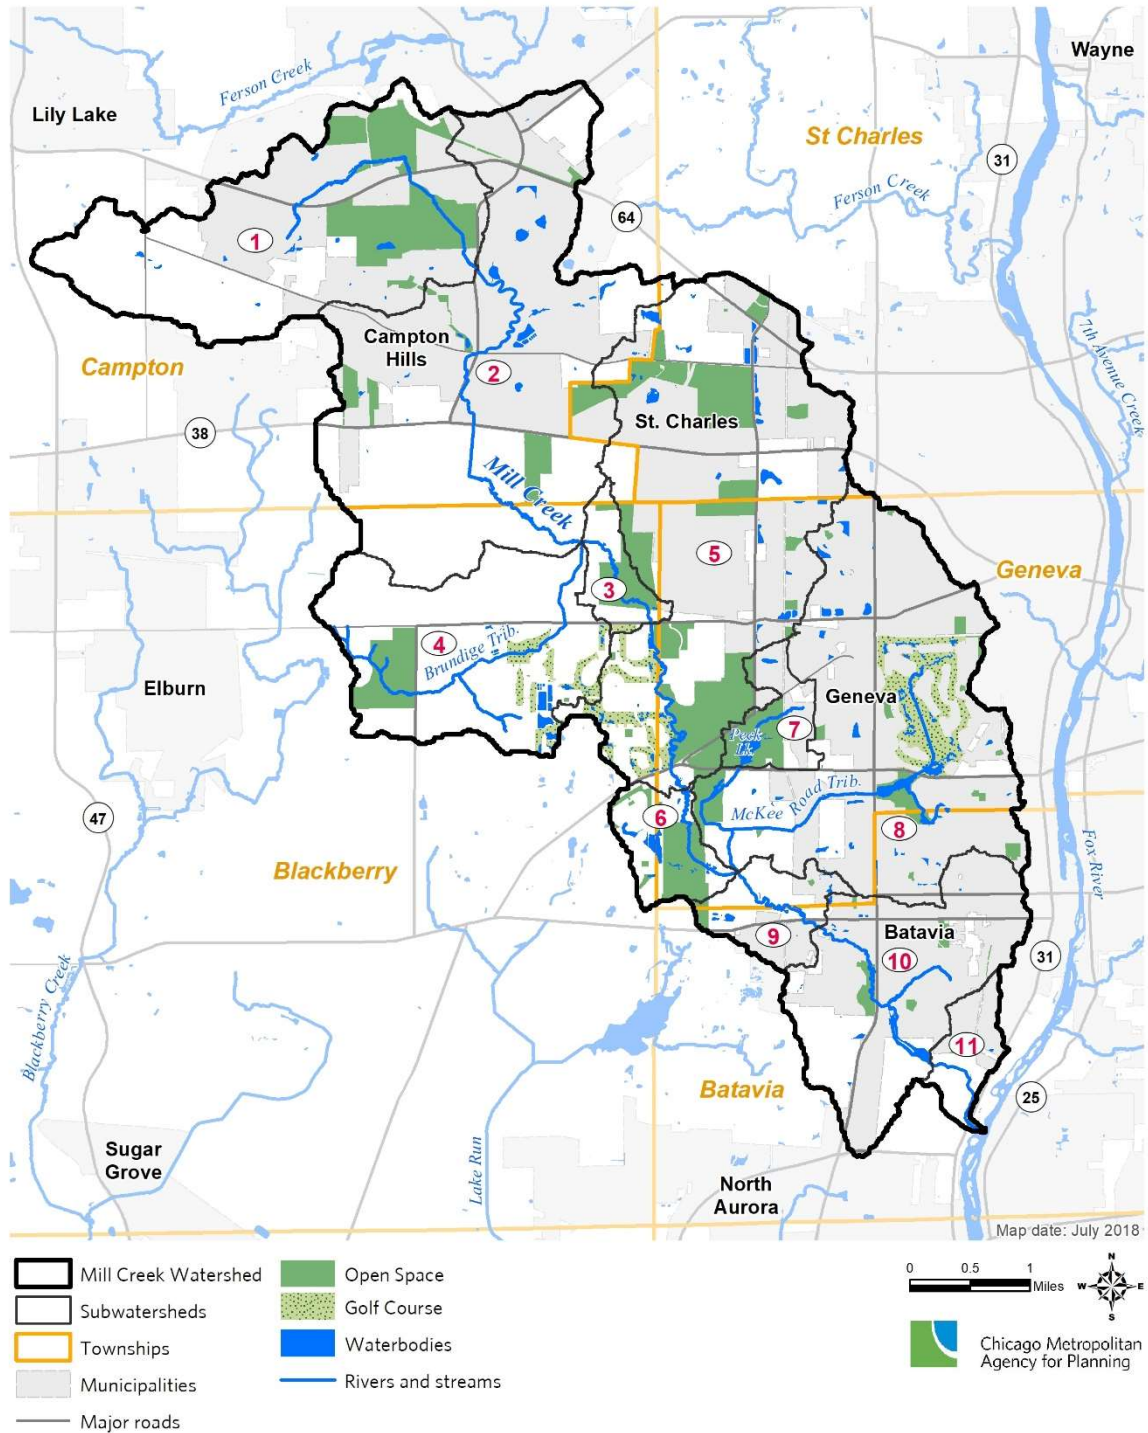 Wayne
Ferson Creek
Lily Lake
St Charles
31
Ferson Creek
64
1
7th Avenue Creek
Campton
Hills
Campton
2
St. Charles
38
Mill Creek
5
Geneva
3
4
Brundige Trib.
Elburn
Geneva
7
Peck
Lk.
McKee Road Trib.
47
6
8
Blackberry
Fox River
9
Batavia
10
31
Blackberry Creek
11
Batavia
25
Sugar
Grove
Lake Run
North
Aurora
Map date: July 2018
Mill Creek Watershed
Subwatersheds
Townships
Municipalities
Major roads
Open Space
Golf Course
Waterbodies
Rivers and streams
0 0.5 1
Miles
N
W E
S
Chicago Metropolitan
Agency for Planning